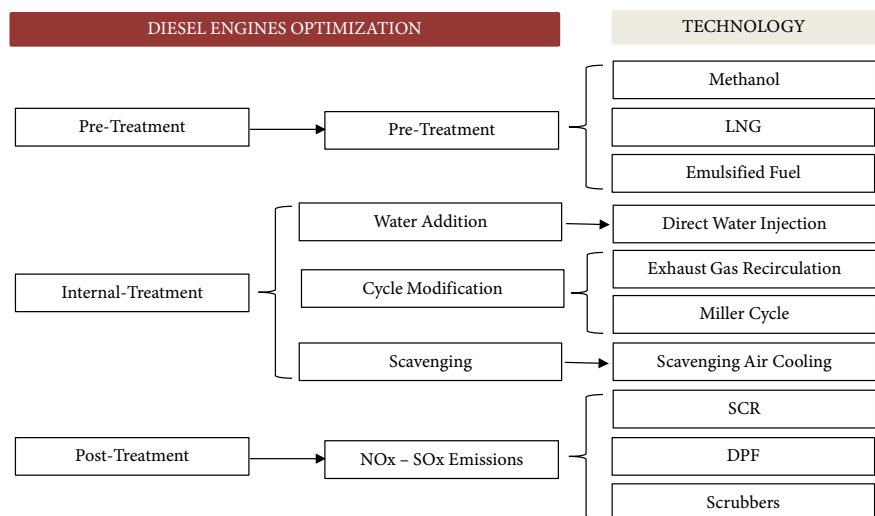 DIESEL ENGINES OPTIMIZATION
TECHNOLOGY
Pre-Treatment
Pre-Treatment
Methanol
LNG
Emulsified Fuel
Internal-Treatment
Water Addition
Direct Water Injection
Cycle Modification
Exhaust Gas Recirculation
Miller Cycle
Scavenging
Scavenging Air Cooling
Post-Treatment
NOx – SOx Emissions
SCR
DPF
Scrubbers